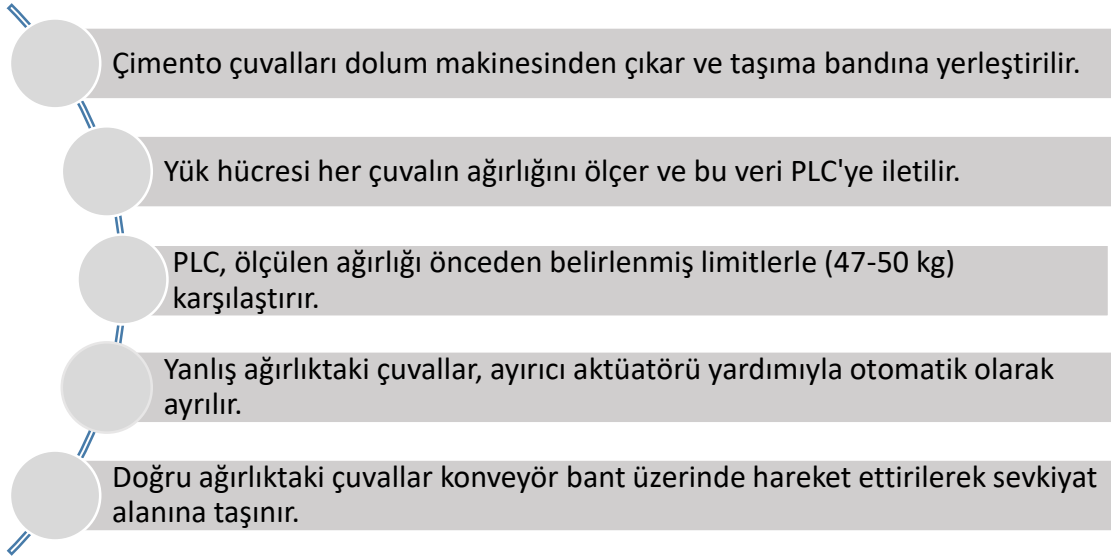 Çimento çuvalları dolum makinesinden çıkar ve taşıma bandına yerleştirilir.
Yük hücresi her çuvalın ağırlığını ölçer ve bu veri PLC'ye iletilir.
PLC, ölçülen ağırlığı önceden belirlenmiş limitlerle (47-50 kg)
karşılaştırır.
Yanlış ağırlıktaki çuvallar, ayırıcı aktüatörü yardımıyla otomatik olarak
ayrılır.
Doğru ağırlıktaki çuvallar konveyör bant üzerinde hareket ettirilerek sevkiyat
alanına taşınır.